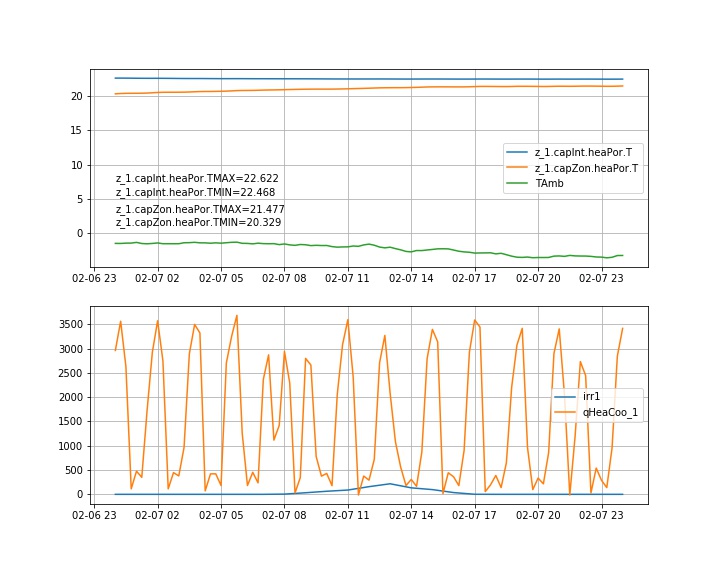 20
15
10
5
0
z_1.capInt.heaPor.T
z_1.capZon.heaPor.T
TAmb
z_1.capInt.heaPor.TMAX=22.622
z_1.capInt.heaPor.TMIN=22.468
z_1.capZon.heaPor.TMAX=21.477
z_1.capZon.heaPor.TMIN=20.329
02-06 23 02-07 02 02-07 05 02-07 08 02-07 11 02-07 14 02-07 17 02-07 20 02-07 23
3500
3000
2500
2000
1500
1000
500
0
irr1
qHeaCoo_1
02-06 23 02-07 02 02-07 05 02-07 08 02-07 11 02-07 14 02-07 17 02-07 20 02-07 23